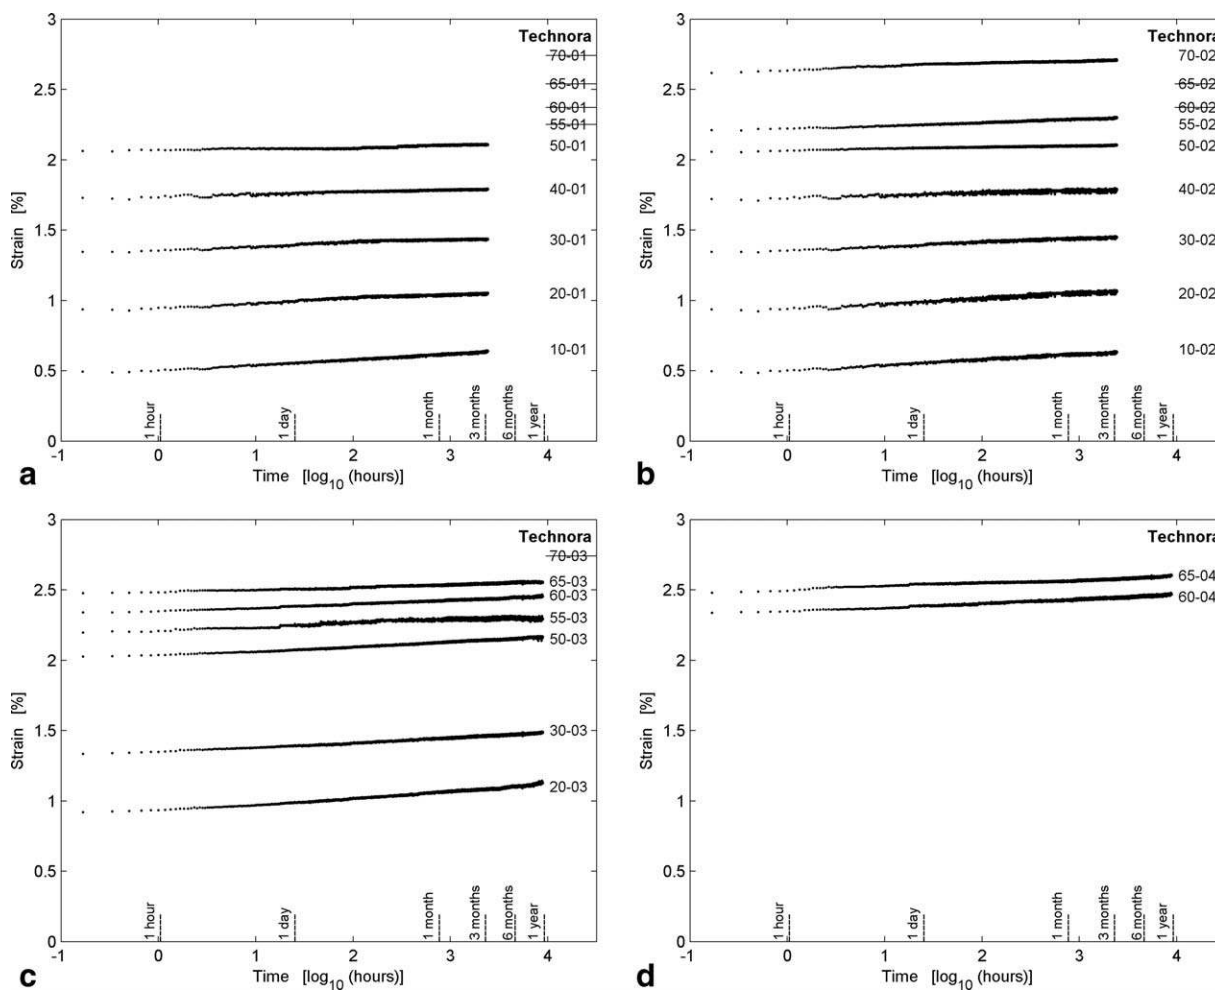 3
2.5
2
1.5
1
0.5
0
Strain [%]
Technora
70-01
65-01
60-01
55-01
50-01
40-01
30-01
20-01
10-01
1 hour
1 day
1 month
3 months
6 months
1 year
-1 0 1 2 3 4
Time [log10 (hours)]
a
3
2.5
2
1.5
1
0.5
0
Strain [%]
Technora
70-02
65-02
60-02
55-02
50-02
40-02
30-02
20-02
10-02
1 hour
1 day
1 month
3 months
6 months
1 year
-1 0 1 2 3 4
Time [log10 (hours)]
b
3
2.5
2
1.5
1
0.5
0
Strain [%]
Technora
70-03
65-03
60-03
55-03
50-03
30-03
20-03
1 hour
1 day
1 month
3 months
6 months
1 year
-1 0 1 2 3 4
Time [log10 (hours)]
c
3
2.5
2
1.5
1
0.5
0
Strain [%]
Technora
65-04
60-04
1 hour
1 day
1 month
3 months
6 months
1 year
-1 0 1 2 3 4
Time [log10 (hours)]
d